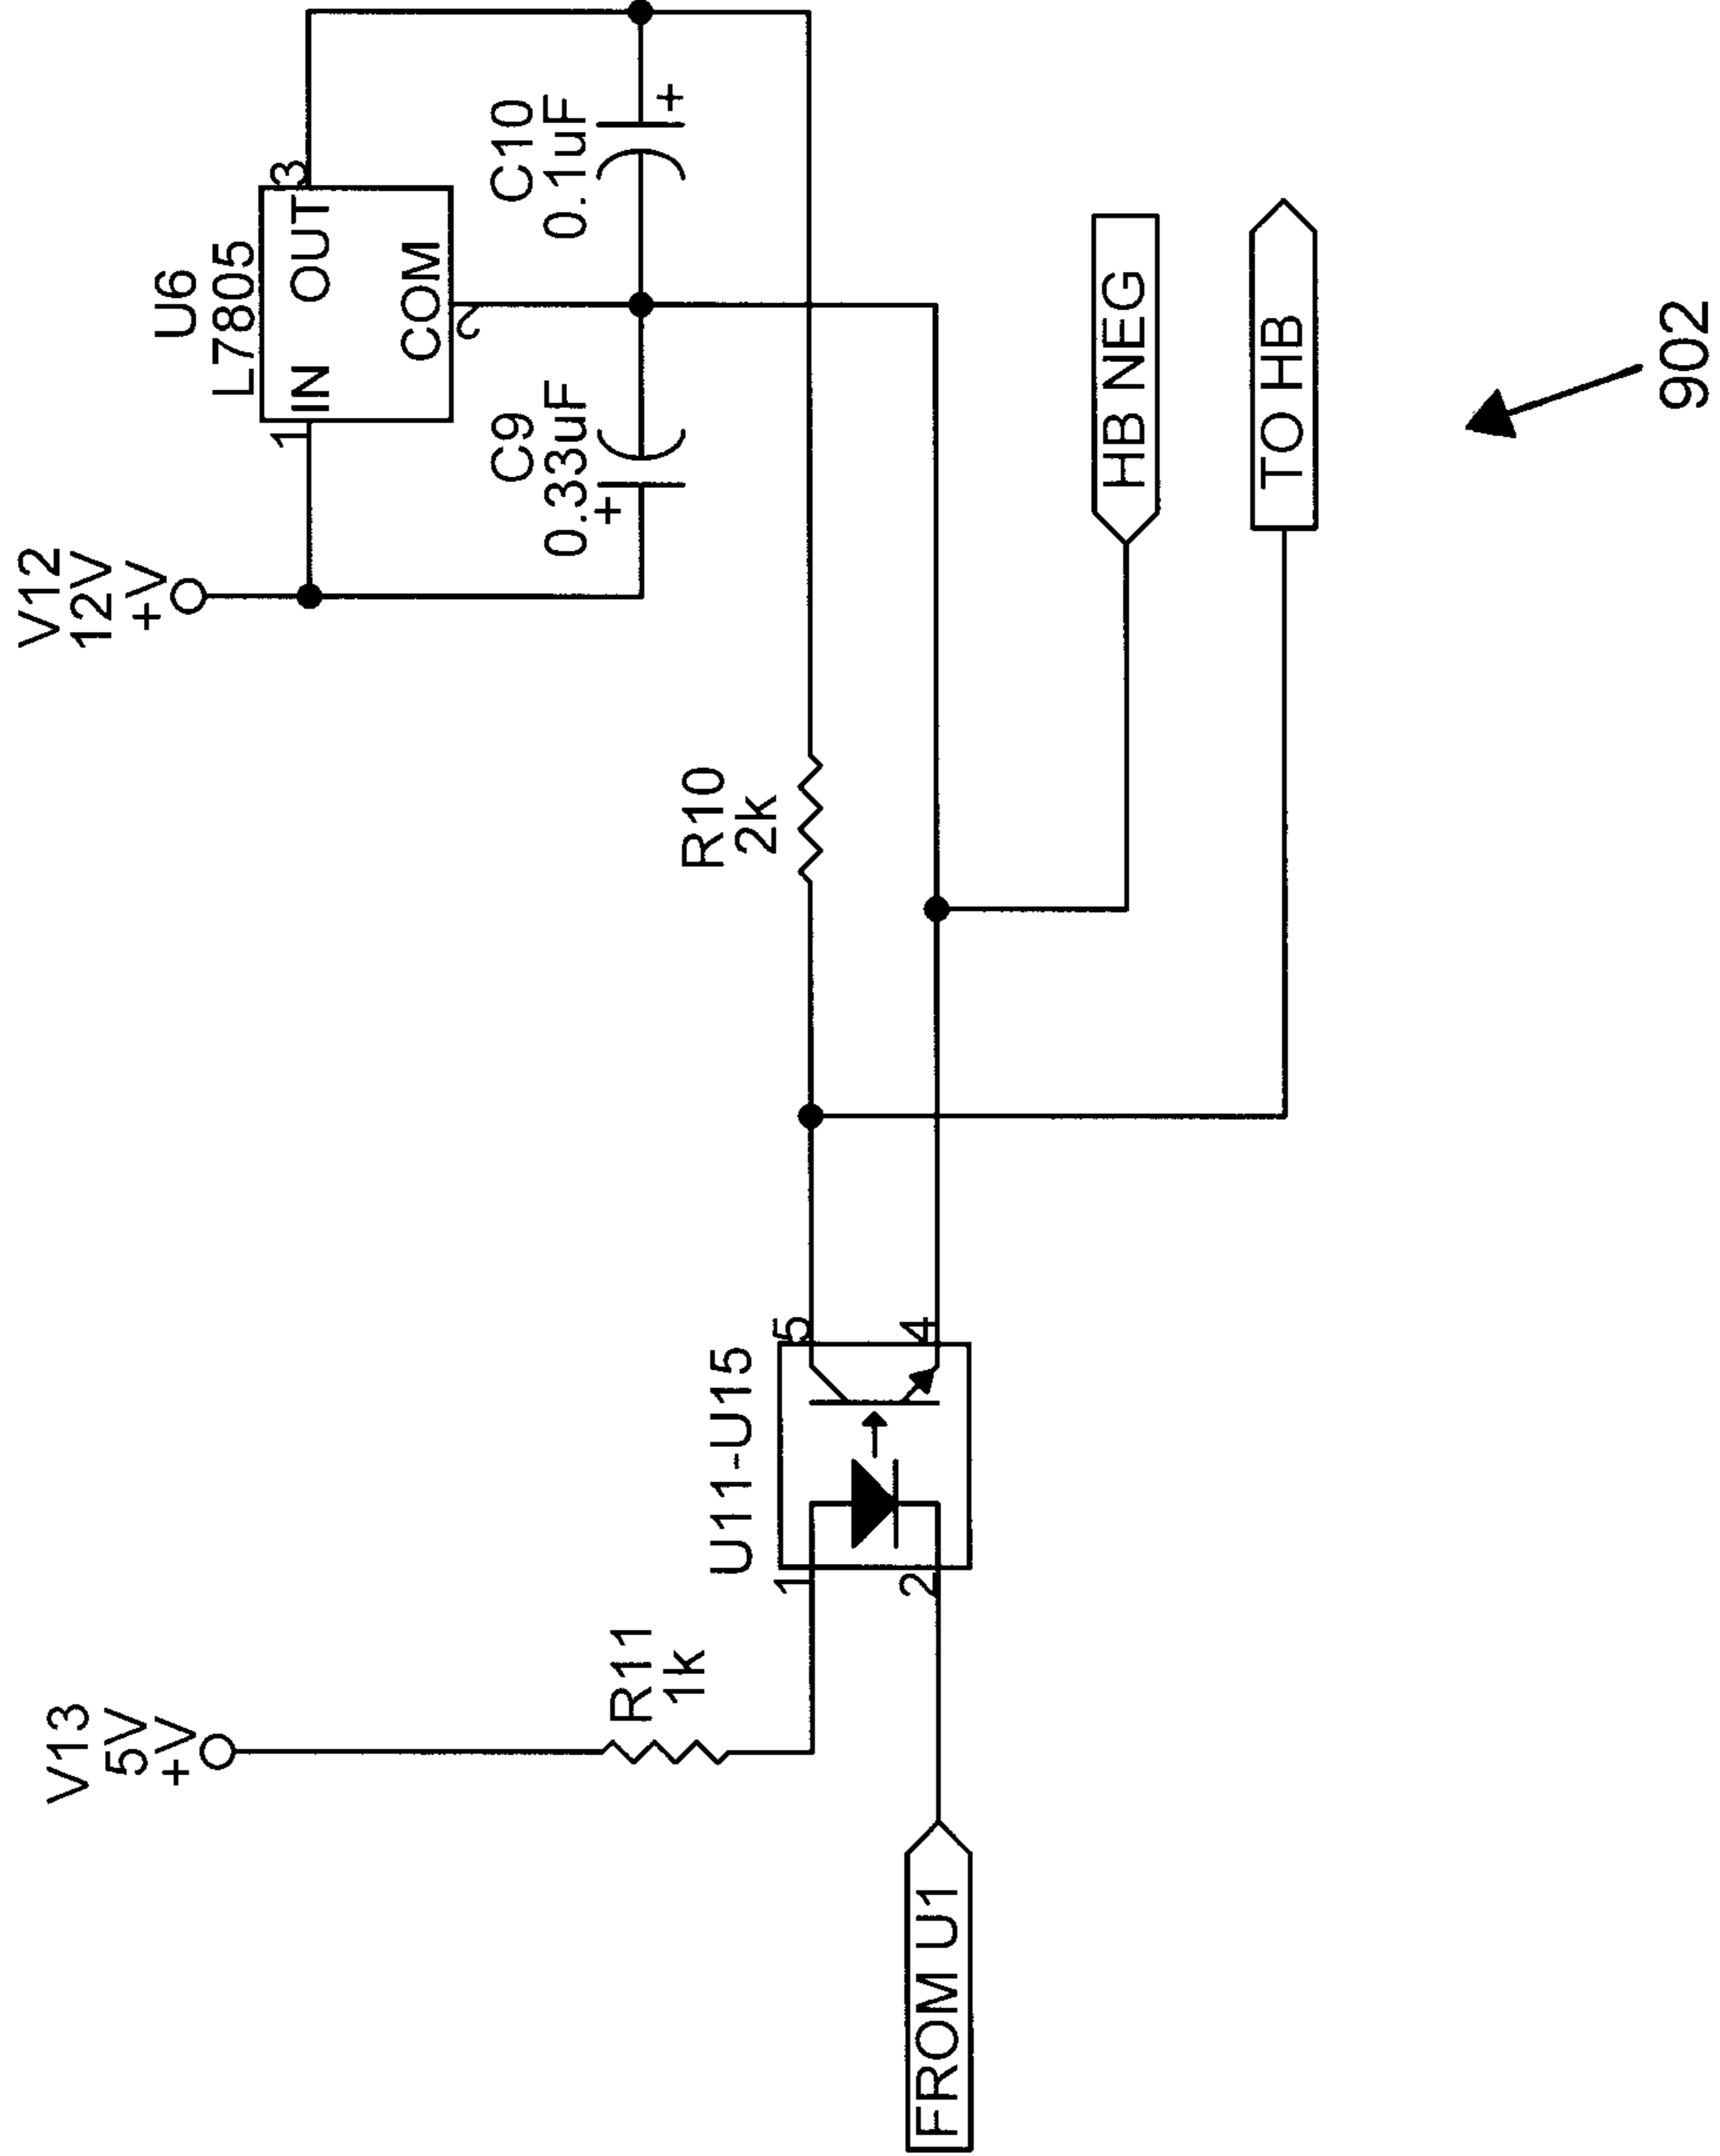 V13
5V
+V
R11
1k
FROM U1
U11-U15
1
2
5
4
R10
2k
V12
12V
+V
U6
L7805
IN
OUT
COM
1
2
3
C9
0.33uF
+
C10
0.1uF
+
HB NEG
TO HB
902